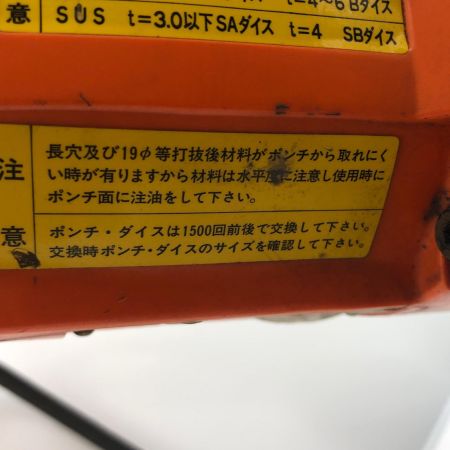 t=4~6 Bダイス
意 SUS t=3.0以下SAダイス t=4 SBダイス
注意
長穴及び19φ等打抜後材料がポンチから取れにく
い時が有りますから材料は水平度に注意し使用時に
ポンチ面に注油をして下さい。
ポンチ・ダイスは1500回前後で交換して下さい。
交換時ポンチ・ダイスのサイズを確認して下さい。